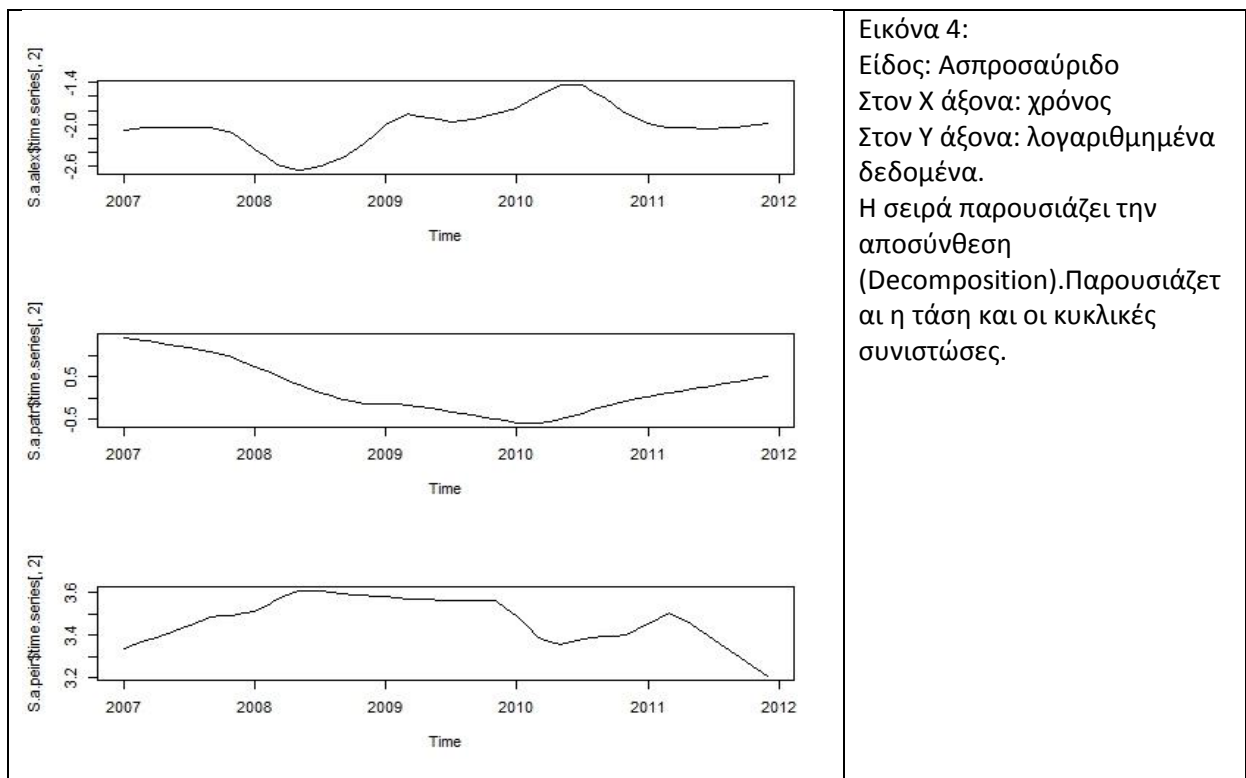 S.a.alex$time.series[, 2]
-1.4
-2.0
-2.6
2007 2008 2009 2010 2011 2012
Time
S.a.patr$time.series[, 2]
0.5
-0.5
2007 2008 2009 2010 2011 2012
Time
S.a.peir$time.series[, 2]
3.6
3.4
3.2
2007 2008 2009 2010 2011 2012
Time
Εικόνα 4:
Είδος: Ασπροσαύριδο
Στον Χ άξονα: χρόνος
Στον Υ άξονα: λογαριθμημένα
δεδομένα.
Η σειρά παρουσιάζει την
αποσύνθεση
(Decomposition).Παρουσιάζετ
αι η τάση και οι κυκλικές
συνιστώσες.